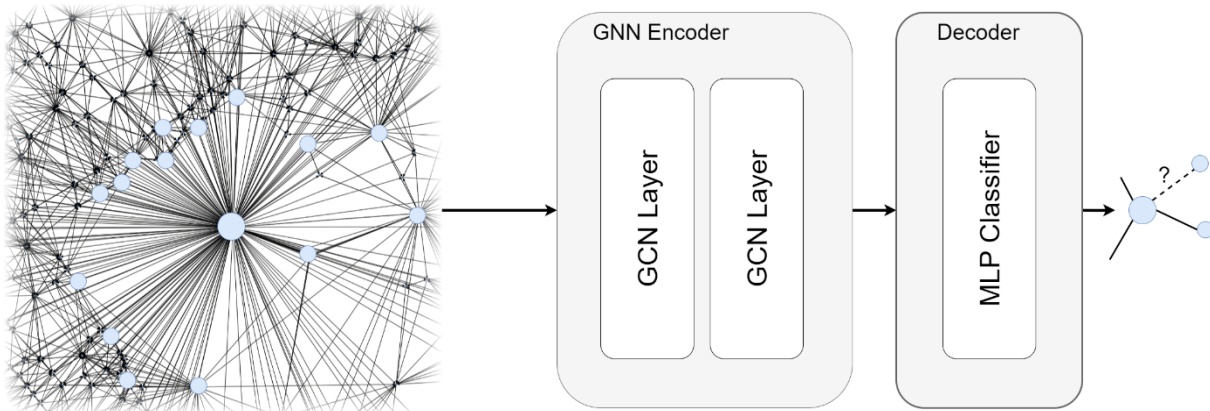 GNN Encoder
GCN Layer
GCN Layer
Decoder
MLP Classifier
?